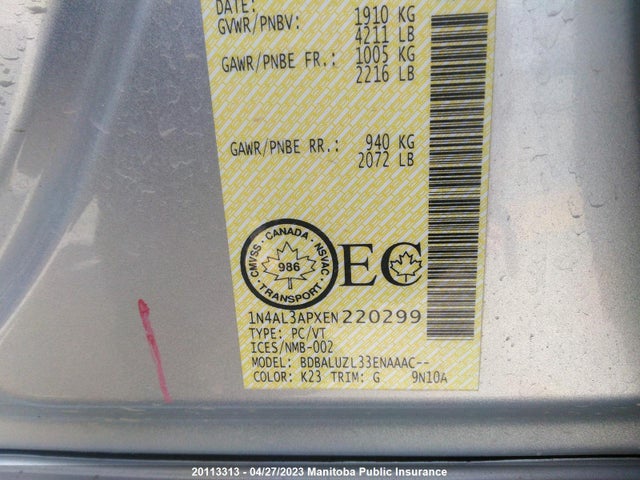 DATE:
GVWR/PNBV: 1910 KG
4211 LB
GAWR/PNBE FR.: 1005 KG
2216 LB
GAWR/PNBE RR.: 940 KG
2072 LB
CMVSS · CANADA · NSVAC
986
· TRANSPORT ·
EC
1N4AL3APXEN220299
TYPE: PC/VT
ICES/NMB-002
MODEL: BDBALUZL33ENAAAC--
COLOR: K23 TRIM: G 9N10A
20113313 - 04/27/2023 Manitoba Public Insurance